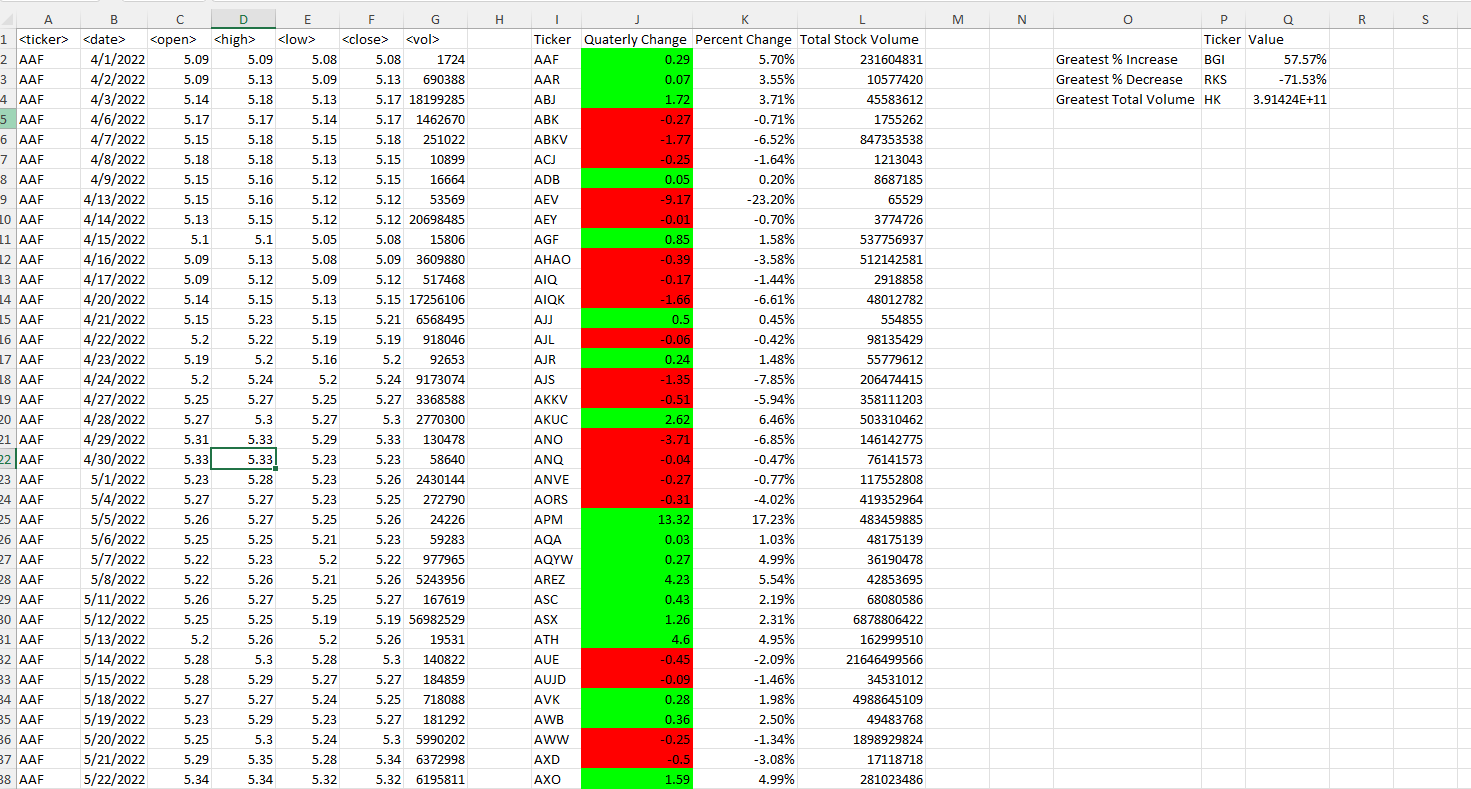 A B C D E F G H I J K L M N O P Q R S
1 <ticker> <date> <open> <high> <low> <close> <vol> Ticker Quaterly Change Percent Change Total Stock Volume Ticker Value
2 AAF 4/1/2022 5.09 5.09 5.08 5.08 1724 AAF 0.29 5.70% 231604831 Greatest % Increase BGI 57.57%
3 AAF 4/2/2022 5.09 5.13 5.09 5.13 690388 AAR 0.07 3.55% 10577420 Greatest % Decrease RKS -71.53%
4 AAF 4/3/2022 5.14 5.18 5.13 5.17 18199285 ABJ 1.72 3.71% 45583612 Greatest Total Volume HK 3.91424E+11
5 AAF 4/6/2022 5.17 5.17 5.14 5.17 1462670 ABK -0.27 -0.71% 1755262
6 AAF 4/7/2022 5.15 5.18 5.15 5.18 251022 ABKV -1.77 -6.52% 847353538
7 AAF 4/8/2022 5.18 5.18 5.13 5.15 10899 ACJ -0.25 -1.64% 1213043
8 AAF 4/9/2022 5.15 5.16 5.12 5.15 16664 ADB 0.05 0.20% 8687185
9 AAF 4/13/2022 5.15 5.16 5.12 5.12 53569 AEV -9.17 -23.20% 65529
10 AAF 4/14/2022 5.13 5.15 5.12 5.12 20698485 AEY -0.01 -0.70% 3774726
11 AAF 4/15/2022 5.1 5.1 5.05 5.08 15806 AGF 0.85 1.58% 537756937
12 AAF 4/16/2022 5.09 5.13 5.08 5.09 3609880 AHAO -0.39 -3.58% 512142581
13 AAF 4/17/2022 5.09 5.12 5.09 5.12 517468 AIQ -0.17 -1.44% 2918858
14 AAF 4/20/2022 5.14 5.15 5.13 5.15 17256106 AIQK -1.66 -6.61% 48012782
15 AAF 4/21/2022 5.15 5.23 5.15 5.21 6568495 AJJ 0.5 0.45% 554855
16 AAF 4/22/2022 5.2 5.22 5.19 5.19 918046 AJL -0.06 -0.42% 98135429
17 AAF 4/23/2022 5.19 5.2 5.16 5.2 92653 AJR 0.24 1.48% 55779612
18 AAF 4/24/2022 5.2 5.24 5.2 5.24 9173074 AJS -1.35 -7.85% 206474415
19 AAF 4/27/2022 5.25 5.27 5.25 5.27 3368588 AKKV -0.51 -5.94% 358111203
20 AAF 4/28/2022 5.27 5.3 5.27 5.3 2770300 AKUC 2.62 6.46% 503310462
21 AAF 4/29/2022 5.31 5.33 5.29 5.33 130478 ANO -3.71 -6.85% 146142775
22 AAF 4/30/2022 5.33 5.33 5.23 5.23 58640 ANQ -0.04 -0.47% 76141573
23 AAF 5/1/2022 5.23 5.28 5.23 5.26 2430144 ANVE -0.27 -0.77% 117552808
24 AAF 5/4/2022 5.27 5.27 5.23 5.25 272790 AORS -0.31 -4.02% 419352964
25 AAF 5/5/2022 5.26 5.27 5.25 5.26 24226 APM 13.32 17.23% 483459885
26 AAF 5/6/2022 5.25 5.25 5.21 5.23 59283 AQA 0.03 1.03% 48175139
27 AAF 5/7/2022 5.22 5.23 5.2 5.22 977965 AQYW 0.27 4.99% 36190478
28 AAF 5/8/2022 5.22 5.26 5.21 5.26 5243956 AREZ 4.23 5.54% 42853695
29 AAF 5/11/2022 5.26 5.27 5.25 5.27 167619 ASC 0.43 2.19% 68080586
30 AAF 5/12/2022 5.25 5.25 5.19 5.19 56982529 ASX 1.26 2.31% 6878806422
31 AAF 5/13/2022 5.2 5.26 5.2 5.26 19531 ATH 4.6 4.95% 162999510
32 AAF 5/14/2022 5.28 5.3 5.28 5.3 140822 AUE -0.45 -2.09% 21646499566
33 AAF 5/15/2022 5.28 5.29 5.27 5.27 184859 AUJD -0.09 -1.46% 34531012
34 AAF 5/18/2022 5.27 5.27 5.24 5.25 718088 AVK 0.28 1.98% 4988645109
35 AAF 5/19/2022 5.23 5.29 5.23 5.27 181292 AWB 0.36 2.50% 49483768
36 AAF 5/20/2022 5.25 5.3 5.24 5.3 5990202 AWW -0.25 -1.34% 1898929824
37 AAF 5/21/2022 5.29 5.35 5.28 5.34 6372998 AXD -0.5 -3.08% 17118718
38 AAF 5/22/2022 5.34 5.34 5.32 5.32 6195811 AXO 1.59 4.99% 281023486